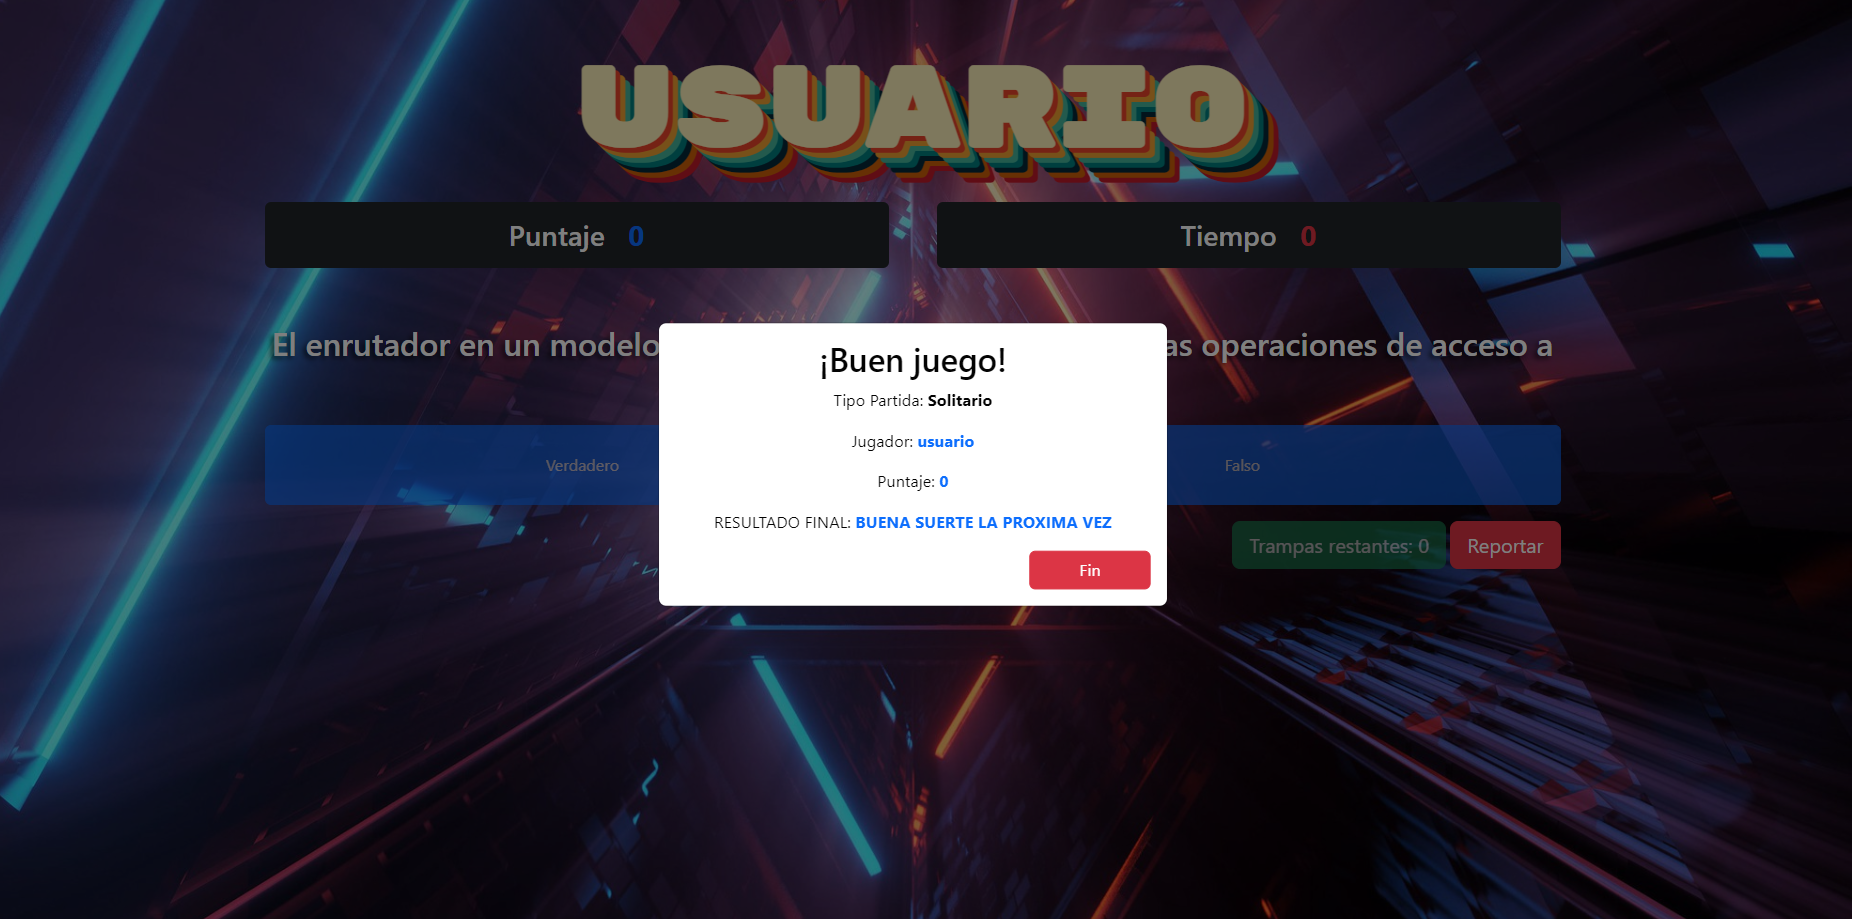 USUARIO
Puntaje 0
Tiempo 0
El enrutador en un modelo as operaciones de acceso a
¡Buen juego!
Tipo Partida: Solitario
Jugador: usuario
Puntaje: 0
RESULTADO FINAL: BUENA SUERTE LA PROXIMA VEZ
Fin
Verdadero
Falso
Trampas restantes: 0
Reportar